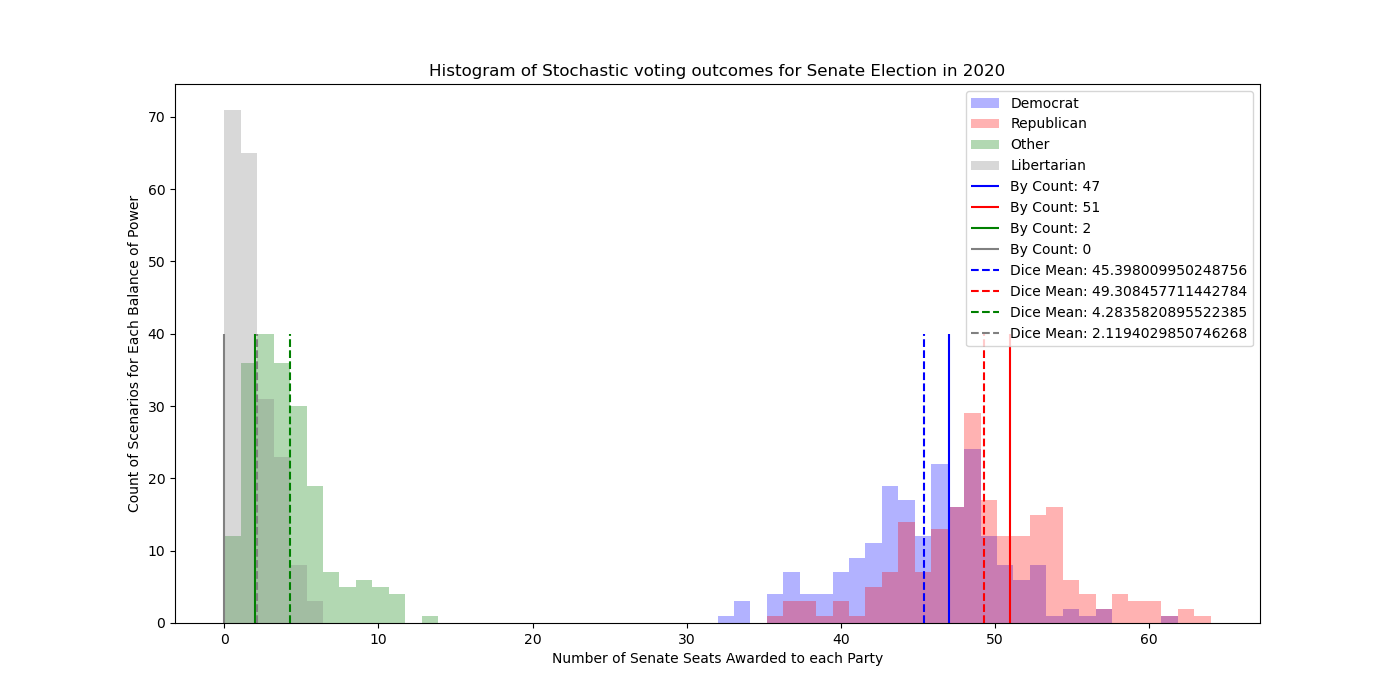 Histogram of Stochastic voting outcomes for Senate Election in 2020
Democrat
Republican
Other
Libertarian
By Count: 47
By Count: 51
By Count: 2
By Count: 0
Dice Mean: 45.398009950248756
Dice Mean: 49.308457711442784
Dice Mean: 4.2835820895522385
Dice Mean: 2.1194029850746268
Count of Scenarios for Each Balance of Power
70
60
50
40
30
20
10
0
0 10 20 30 40 50 60
Number of Senate Seats Awarded to each Party